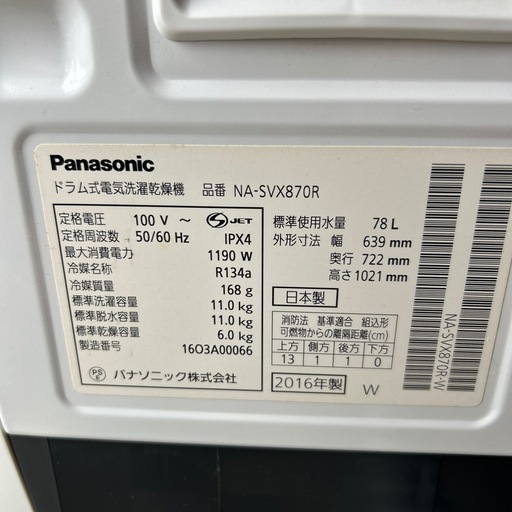 Panasonic
ドラム式電気洗濯乾燥機 品番 NA-SVX870R
定格電圧 100 V ～ S JET
定格周波数 50/60 Hz IPX4
最大消費電力 1190 W
冷媒名称 R134a
冷媒質量 168 g
標準洗濯容量 11.0 kg
標準脱水容量 11.0 kg
標準乾燥容量 6.0 kg
製造番号 16O3A00066
PSE パナソニック株式会社
標準使用水量 78 L
外形寸法 幅 639 mm
奥行 722 mm
高さ 1021 mm
日本製
消防法 基準適合 組込形
可燃物からの離隔距離(cm)
上方 側方 後方 下方
13 1 1 0
2016年製 W
NA-SVX870R-W